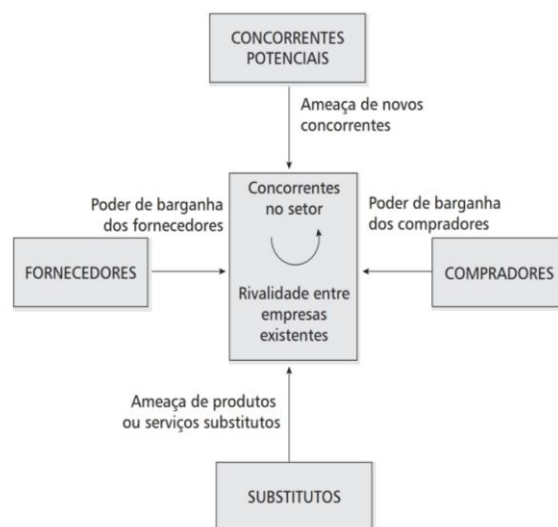 CONCORRENTES
POTENCIAIS
Ameaça de novos
concorrentes
Concorrentes
no setor
Poder de barganha
dos fornecedores
Poder de barganha
dos compradores
FORNECEDORES
COMPRADORES
Rivalidade entre
empresas
existentes
Ameaça de produtos
ou serviços substitutos
SUBSTITUTOS